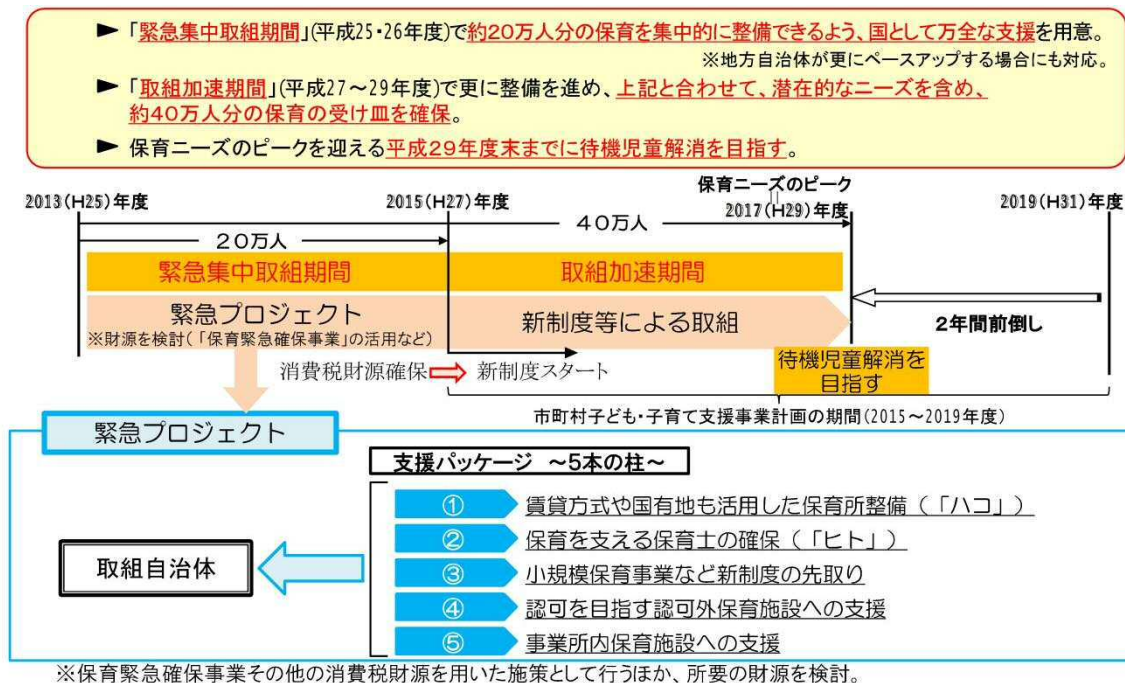 ► 「緊急集中取組期間」(平成25・26年度)で約20万人分の保育を集中的に整備できるよう、国として万全な支援を用意。
※地方自治体が更にペースアップする場合にも対応。
► 「取組加速期間」(平成27～29年度)で更に整備を進め、上記と合わせて、潜在的なニーズを含め、
約40万人分の保育の受け皿を確保。
► 保育ニーズのピークを迎える平成29年度末までに待機児童解消を目指す。
保育ニーズのピーク
||
2013(H25)年度 2015(H27)年度 2017(H29)年度 2019(H31)年度
40万人
20万人
緊急集中取組期間 取組加速期間
緊急プロジェクト
※財源を検討(「保育緊急確保事業」の活用など)
新制度等による取組
2年間前倒し
消費税財源確保 新制度スタート
待機児童解消を
目指す
市町村子ども・子育て支援事業計画の期間(2015～2019年度)
緊急プロジェクト
支援パッケージ ～5本の柱～
取組自治体
① 賃貸方式や国有地も活用した保育所整備(「ハコ」)
② 保育を支える保育士の確保(「ヒト」)
③ 小規模保育事業など新制度の先取り
④ 認可を目指す認可外保育施設への支援
⑤ 事業所内保育施設への支援
※保育緊急確保事業その他の消費税財源を用いた施策として行うほか、所要の財源を検討。